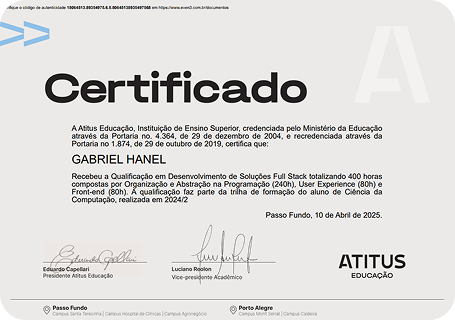 Verifique o código de autenticidade 18064513.89354975.6.8.80645138935497568 em https://www.even3.com.br/documentos
Certificado
A Atitus Educação, Instituição de Ensino Superior, credenciada pelo Ministério da Educação
através da Portaria no. 4.364, de 29 de dezembro de 2004, e recredenciada através da
Portaria no 1.874, de 29 de outubro de 2019, certifica que:
GABRIEL HANEL
Recebeu a Qualificação em Desenvolvimento de Soluções Full Stack totalizando 400 horas
compostas por Organização e Abstração na Programação (240h), User Experience (80h) e
Front-end (80h). A qualificação faz parte da trilha de formação do aluno de Ciência da
Computação, realizada em 2024/2
Passo Fundo, 10 de Abril de 2025.
Eduardo Capellari
Presidente Atitus Educação
Luciano Roolon
Vice-presidente Acadêmico
ATITUS
EDUCAÇÃO
Passo Fundo
Campus Santa Teresinha | Campus Hospital de Clínicas | Campus Agronegócio
Porto Alegre
Campus Mont'Serrat | Campus Caldeira